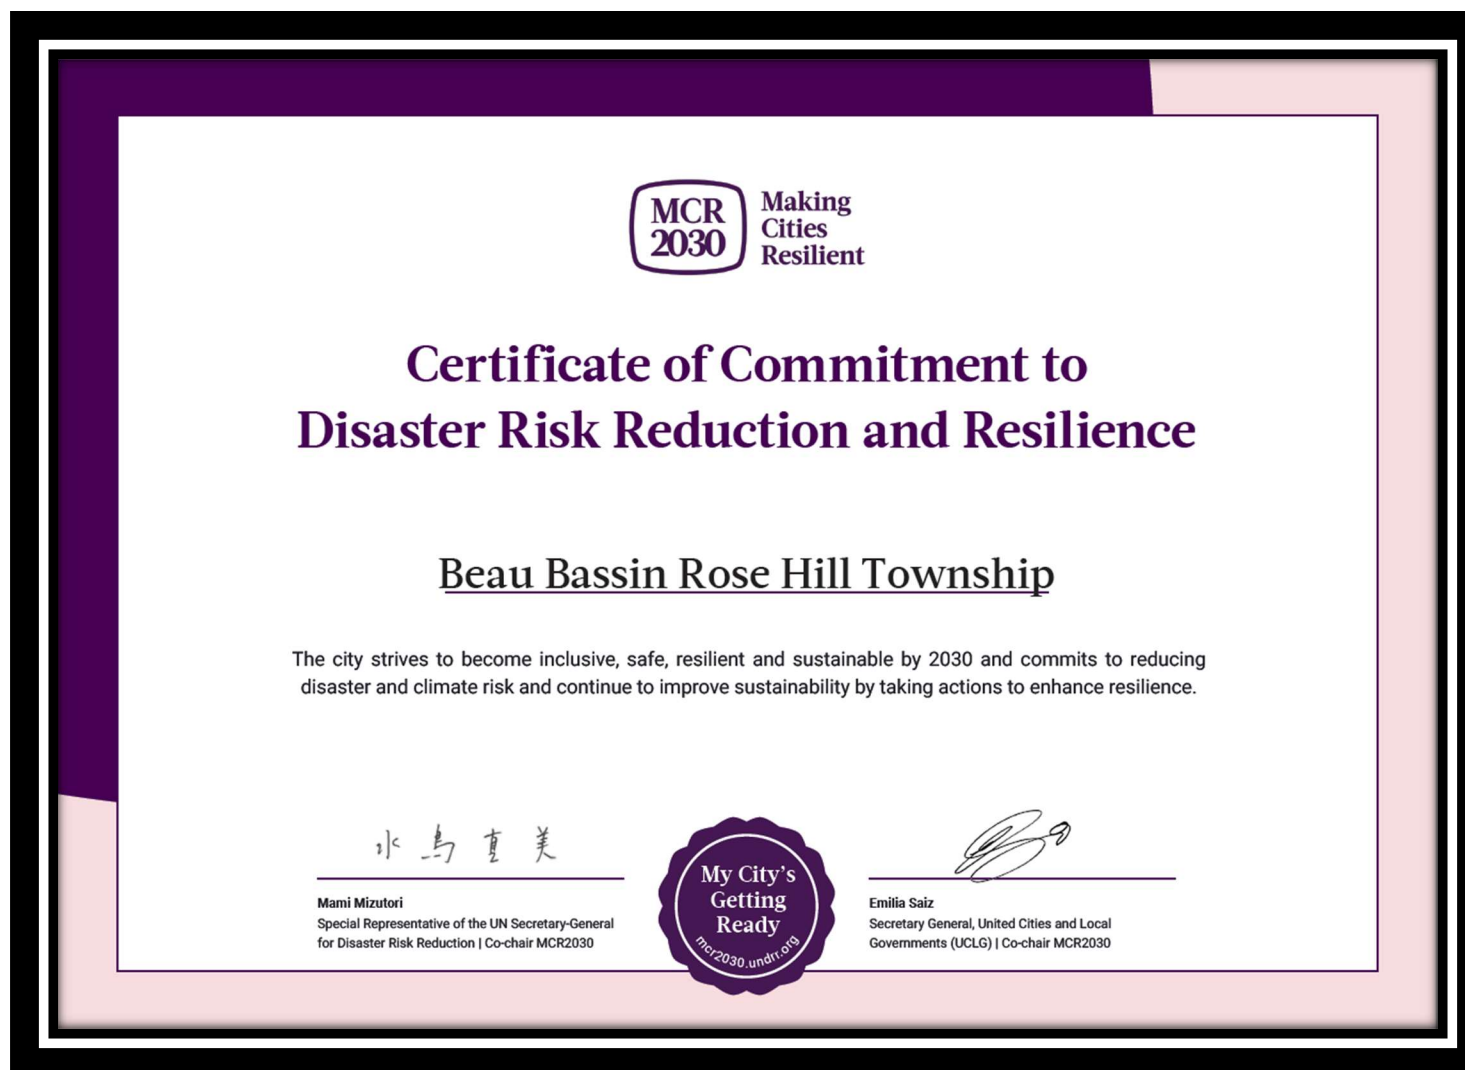 MCR
2030
Making
Cities
Resilient
Certificate of Commitment to
Disaster Risk Reduction and Resilience
Beau Bassin Rose Hill Township
The city strives to become inclusive, safe, resilient and sustainable by 2030 and commits to reducing
disaster and climate risk and continue to improve sustainability by taking actions to enhance resilience.
水鳥真美
Mami Mizutori
Special Representative of the UN Secretary-General
for Disaster Risk Reduction | Co-chair MCR2030
My City's
Getting
Ready
mcr2030.undrr.org
Emilia Saiz
Secretary General, United Cities and Local
Governments (UCLG) | Co-chair MCR2030